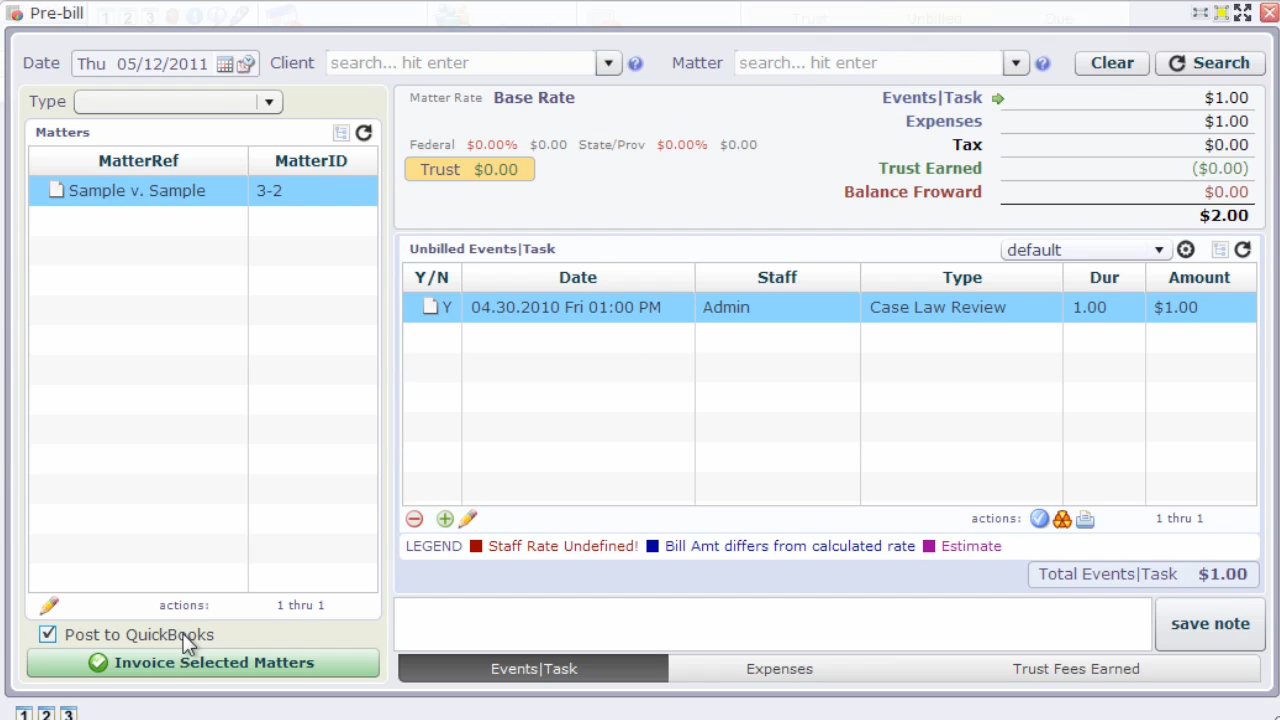 Pre-bill
Date Thu 05/12/2011 Client search... hit enter Matter search... hit enter Clear Search
Type
Matters
MatterRef MatterID
Sample v. Sample 3-2
actions: 1 thru 1
Post to QuickBooks
Invoice Selected Matters
Matter Rate Base Rate
Federal $0.00% $0.00 State/Prov $0.00% $0.00
Trust $0.00
Events|Task $1.00
Expenses $1.00
Tax $0.00
Trust Earned ($0.00)
Balance Froward $0.00
$2.00
Unbilled Events|Task default
Y/N Date Staff Type Dur Amount
Y 04.30.2010 Fri 01:00 PM Admin Case Law Review 1.00 $1.00
actions: 1 thru 1
LEGEND Staff Rate Undefined! Bill Amt differs from calculated rate Estimate
Total Events|Task $1.00
save note
Events|Task Expenses Trust Fees Earned
1 2 3